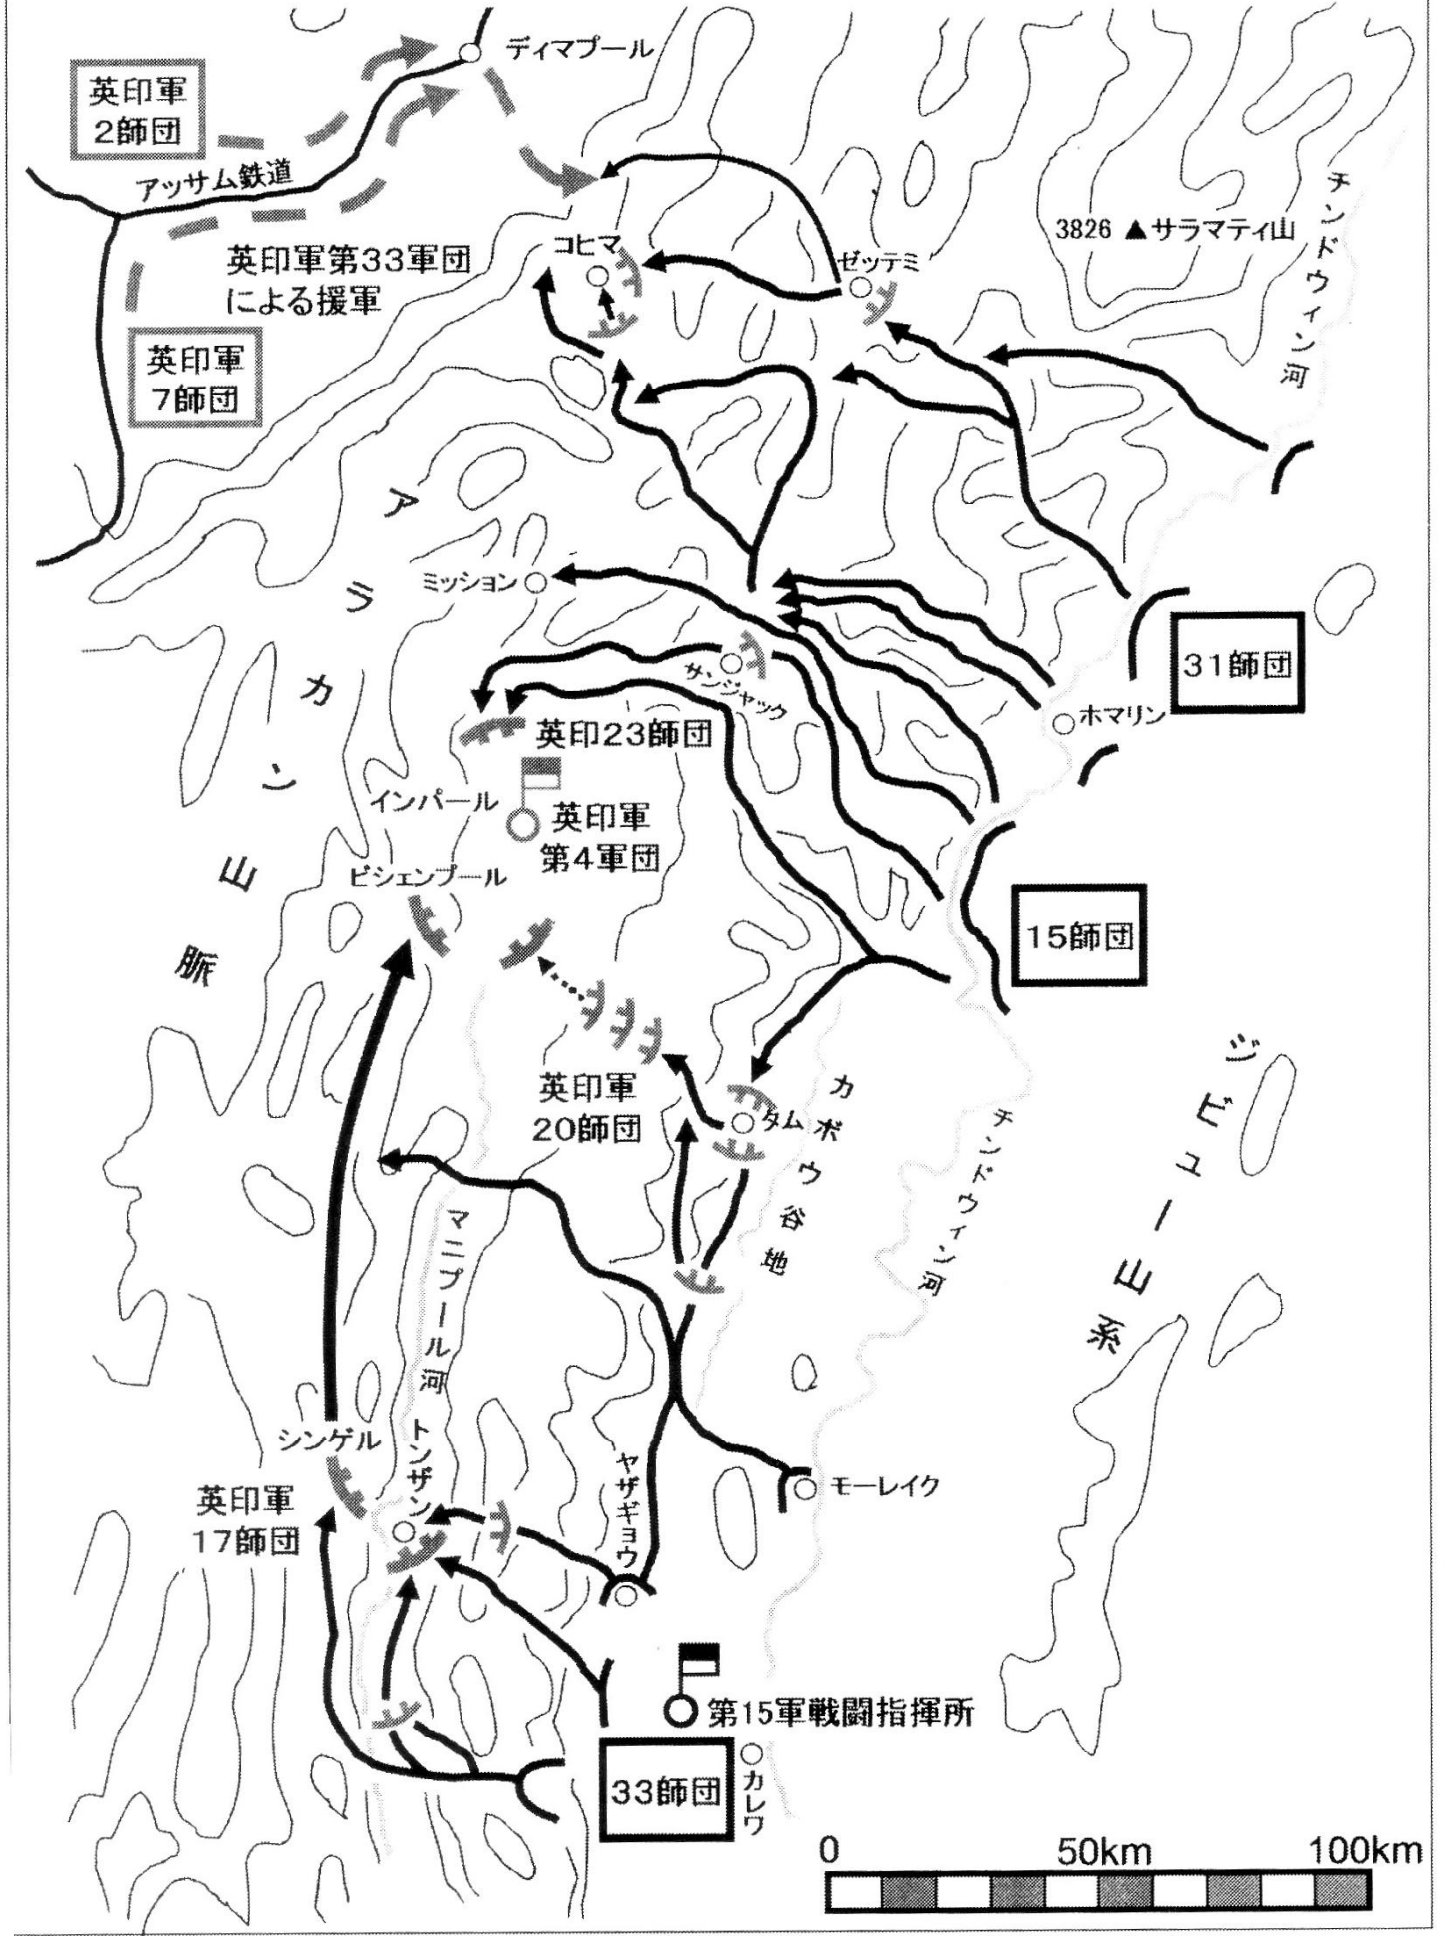 ディマプール
英印軍
2師団
アッサム鉄道
チンドウィン河
3826 ▲サラマティ山
コヒマ
ゼッテミ
英印軍第33軍団
による援軍
英印軍
7師団
アラカン山脈
ミッション
サンジャック
31師団
ホマリン
英印23師団
インパール
英印軍
第4軍団
ビシェンプール
15師団
英印軍
20師団
タム
カボウ谷地
チンドウィン河
ジビュー山系
マニプール河
シンゲル
トンザン
ヤザギョウ
モーレイク
英印軍
17師団
第15軍戦闘指揮所
33師団
カレワ
0 50km 100km